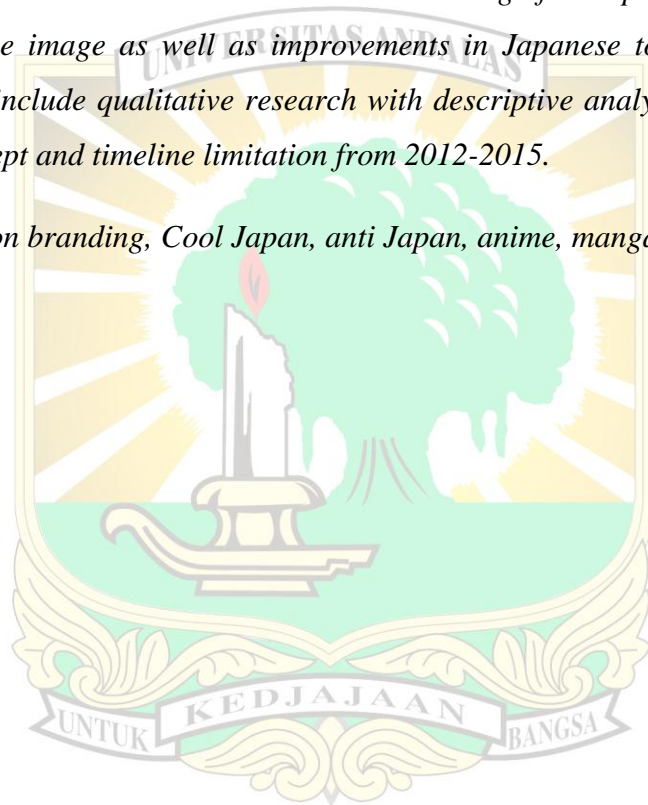 e image as well as improvements in Japanese to
UNIVERSITAS ANDALAS
include qualitative research with descriptive analy
ept and timeline limitation from 2012-2015.
on branding, Cool Japan, anti Japan, anime, manga
UNTUK KEDJAJAAN BANGSA